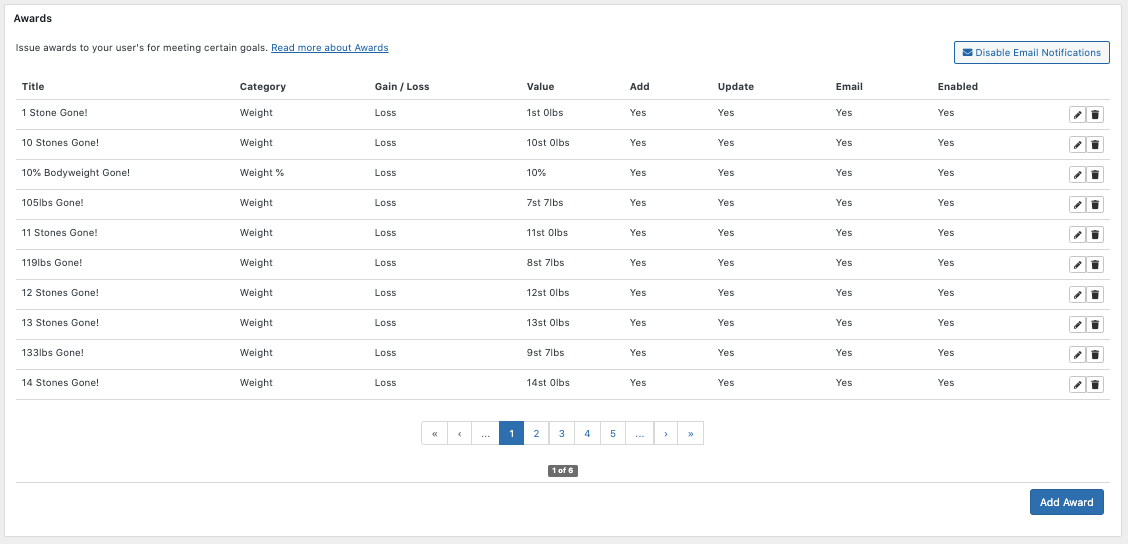 Awards
Issue awards to your user's for meeting certain goals. Read more about Awards
Disable Email Notifications
Title Category Gain / Loss Value Add Update Email Enabled
1 Stone Gone! Weight Loss 1st 0lbs Yes Yes Yes Yes
10 Stones Gone! Weight Loss 10st 0lbs Yes Yes Yes Yes
10% Bodyweight Gone! Weight % Loss 10% Yes Yes Yes Yes
105lbs Gone! Weight Loss 7st 7lbs Yes Yes Yes Yes
11 Stones Gone! Weight Loss 11st 0lbs Yes Yes Yes Yes
119lbs Gone! Weight Loss 8st 7lbs Yes Yes Yes Yes
12 Stones Gone! Weight Loss 12st 0lbs Yes Yes Yes Yes
13 Stones Gone! Weight Loss 13st 0lbs Yes Yes Yes Yes
133lbs Gone! Weight Loss 9st 7lbs Yes Yes Yes Yes
14 Stones Gone! Weight Loss 14st 0lbs Yes Yes Yes Yes
« ‹ ... 1 2 3 4 5 ... › »
1 of 6
Add Award